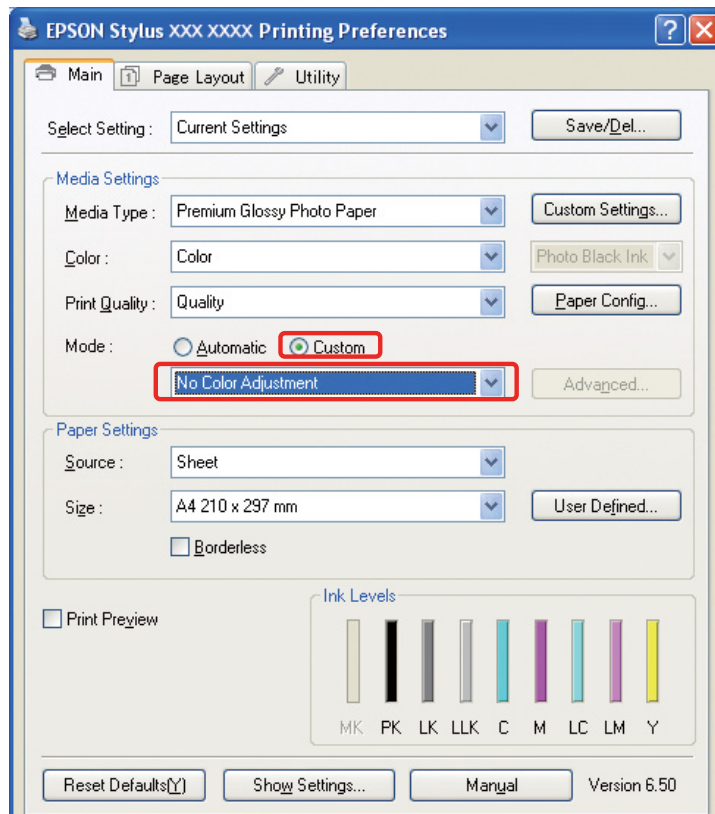 EPSON Stylus XXX XXXX Printing Preferences
Main Page Layout Utility
Select Setting : Current Settings Save/Del...
Media Settings
Media Type : Premium Glossy Photo Paper Custom Settings...
Color : Color Photo Black Ink
Print Quality : Quality Paper Config...
Mode : Automatic Custom
No Color Adjustment Advanced...
Paper Settings
Source : Sheet
Size : A4 210 x 297 mm User Defined...
Borderless
Print Preview
Ink Levels
MK PK LK LLK C M LC LM Y
Reset Defaults(Y) Show Settings... Manual Version 6.50